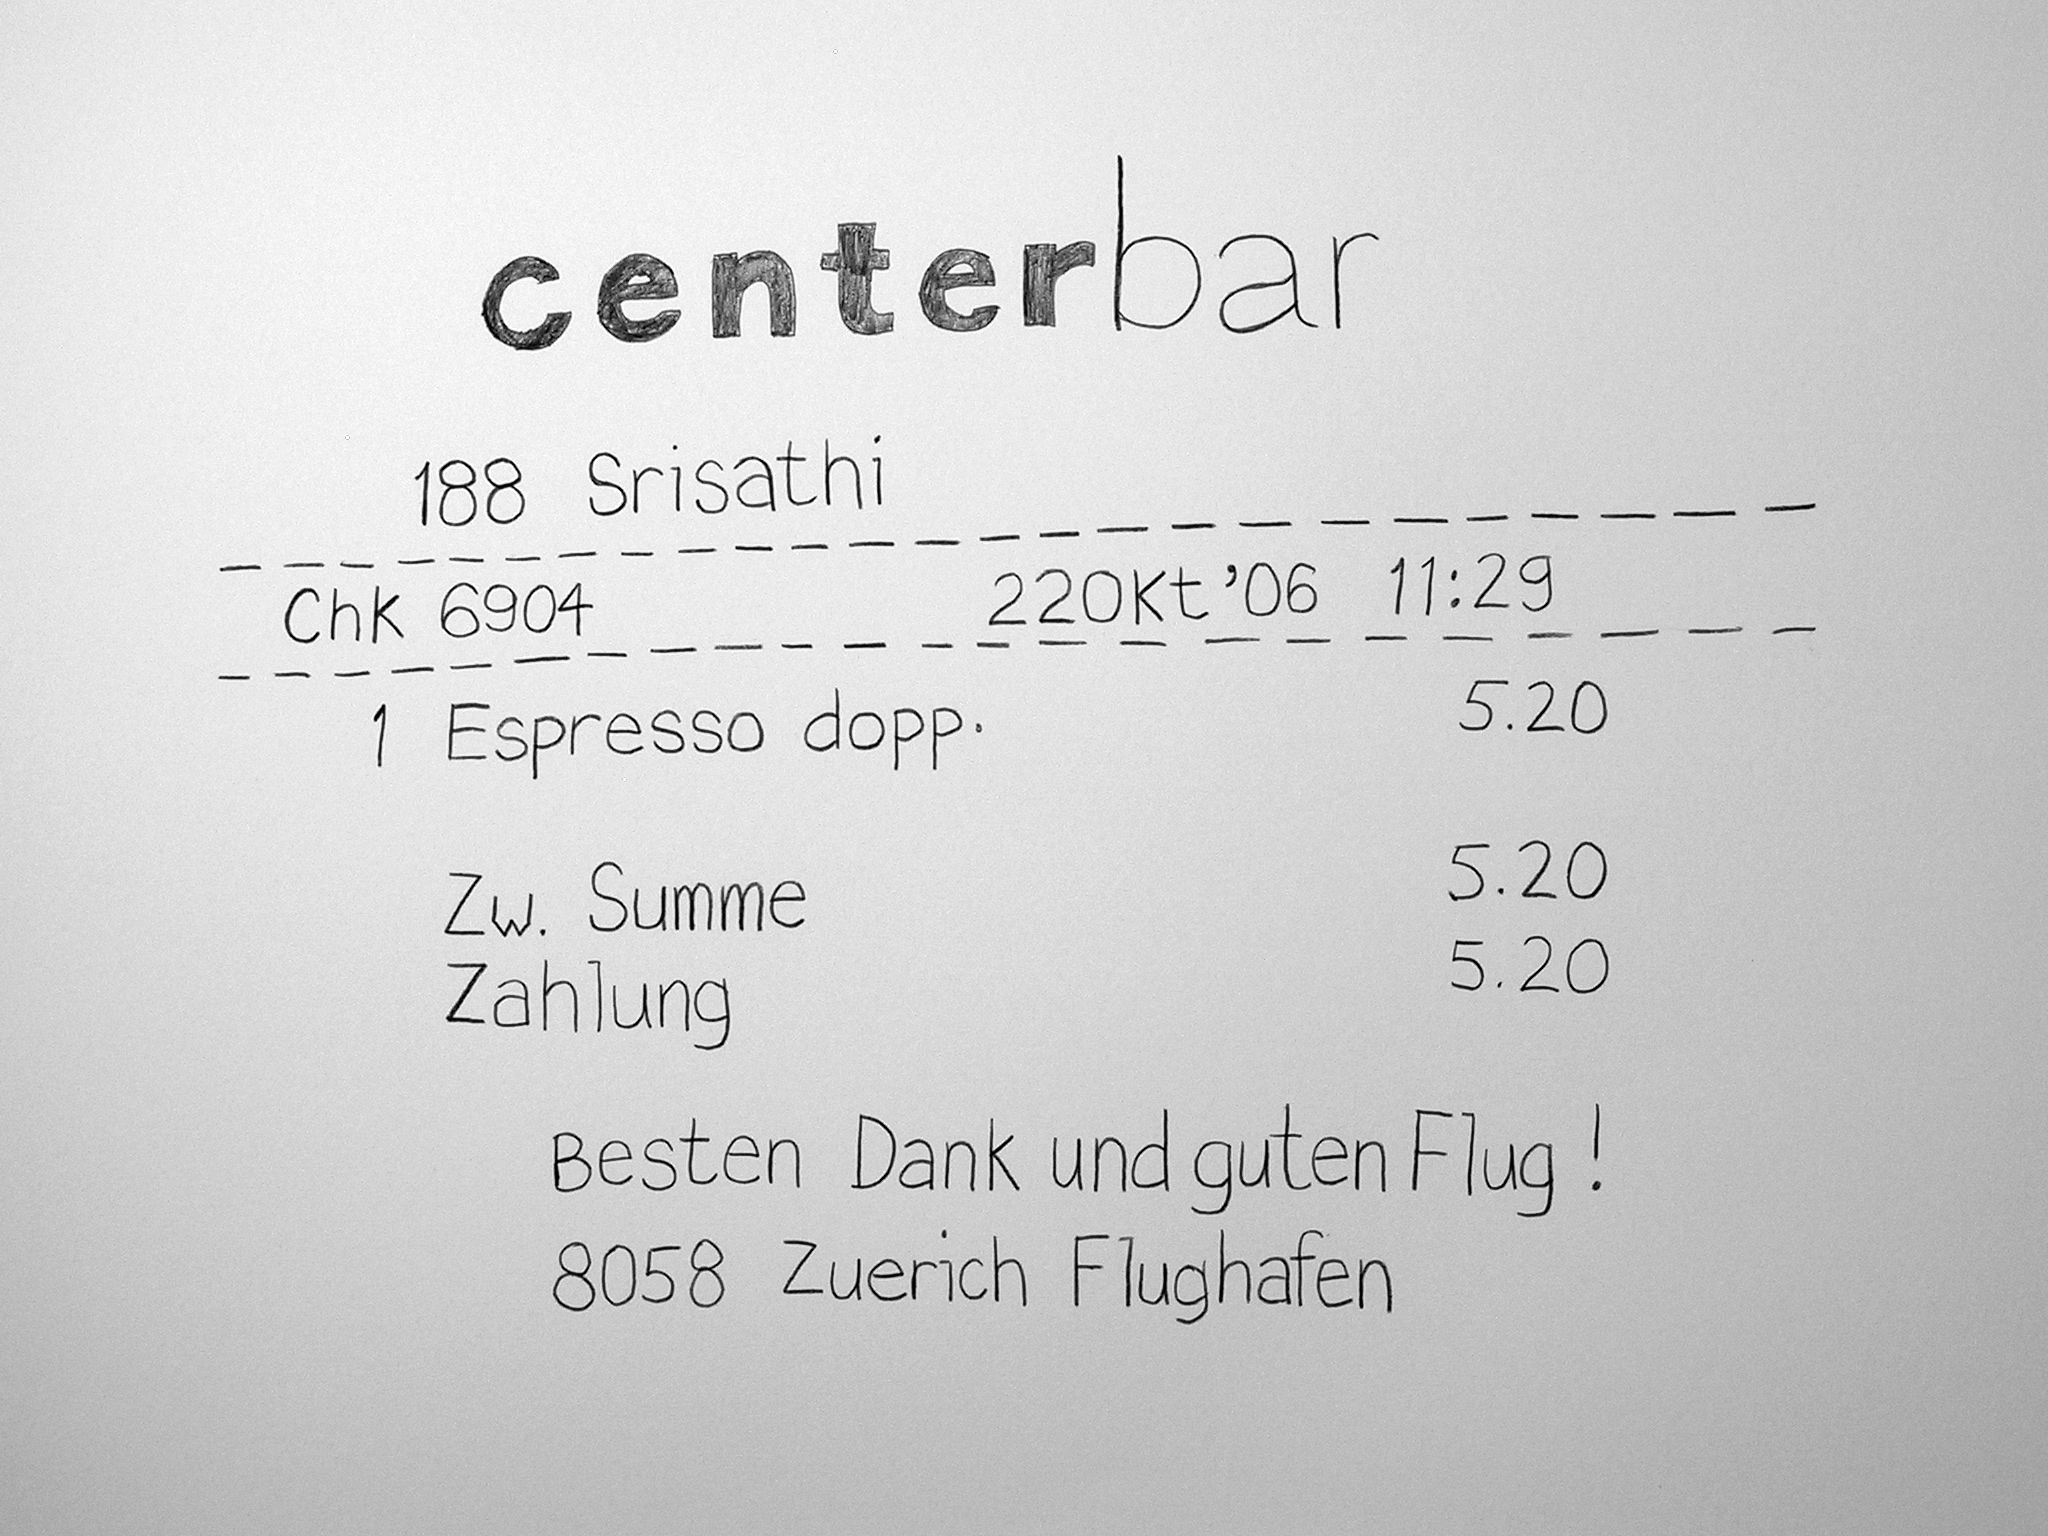 centerbar
188 Srisathi
Chk 6904 22Okt'06 11:29
1 Espresso dopp. 5.20
Zw. Summe 5.20
Zahlung 5.20
Besten Dank und guten Flug!
8058 Zuerich Flughafen